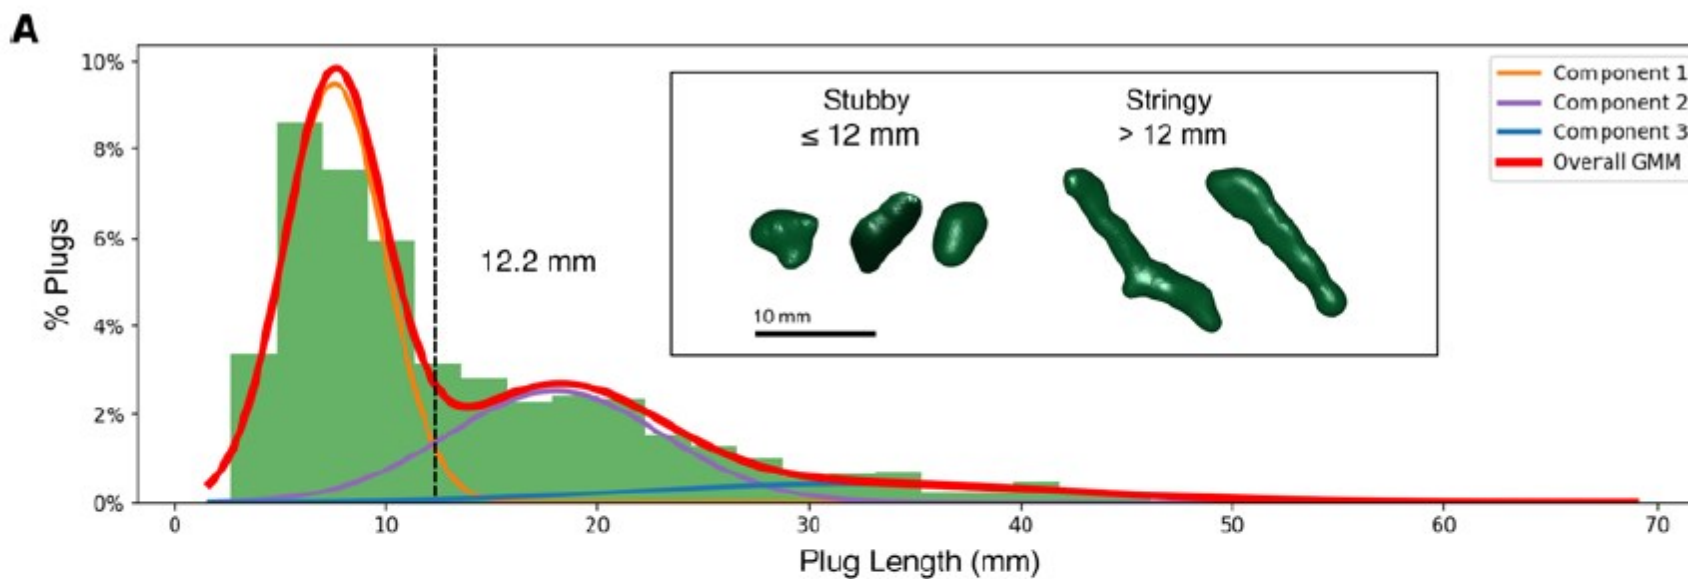 A
10%
8%
6%
4%
2%
0%
% Plugs
12.2 mm
Stubby
≤ 12 mm
Stringy
> 12 mm
10 mm
Component 1
Component 2
Component 3
Overall GMM
0 10 20 30 40 50 60 70
Plug Length (mm)